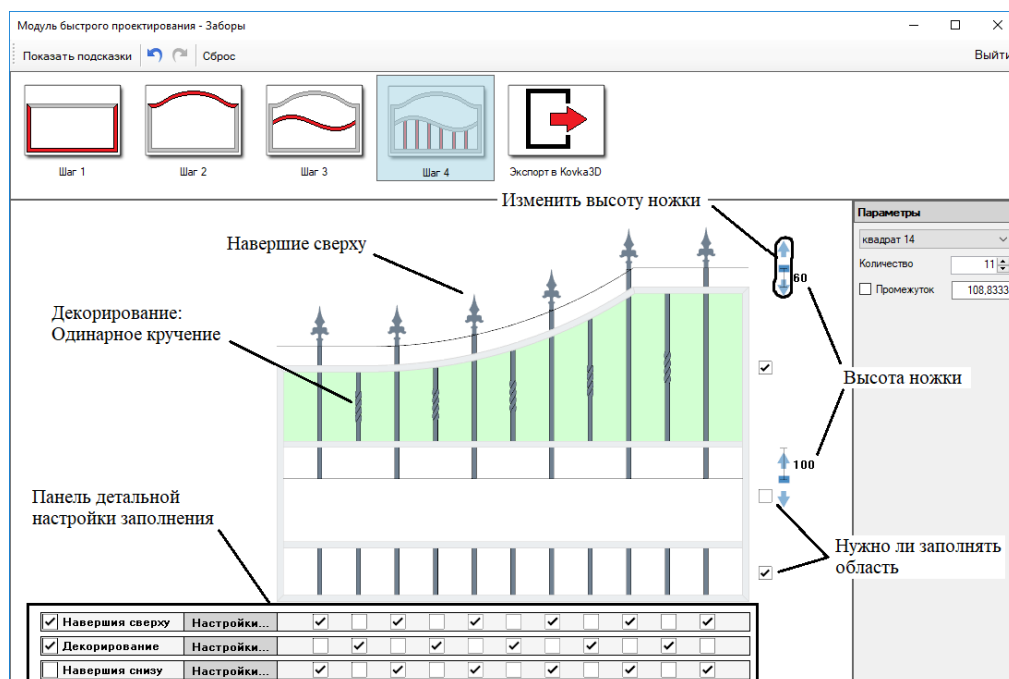 Модуль быстрого проектирования - Заборы
Показать подсказки
Сброс
Выйти
Шаг 1
Шаг 2
Шаг 3
Шаг 4
Экспорт в Kovka3D
Изменить высоту ножки
Параметры
квадрат 14
Количество
11
Промежуток
108,8333
Навершие сверху
60
Декорирование:
Одинарное кручение
Высота ножки
100
Панель детальной
настройки заполнения
Нужно ли заполнять
область
Навершия сверху
Настройки...
Декорирование
Настройки...
Навершия снизу
Настройки...